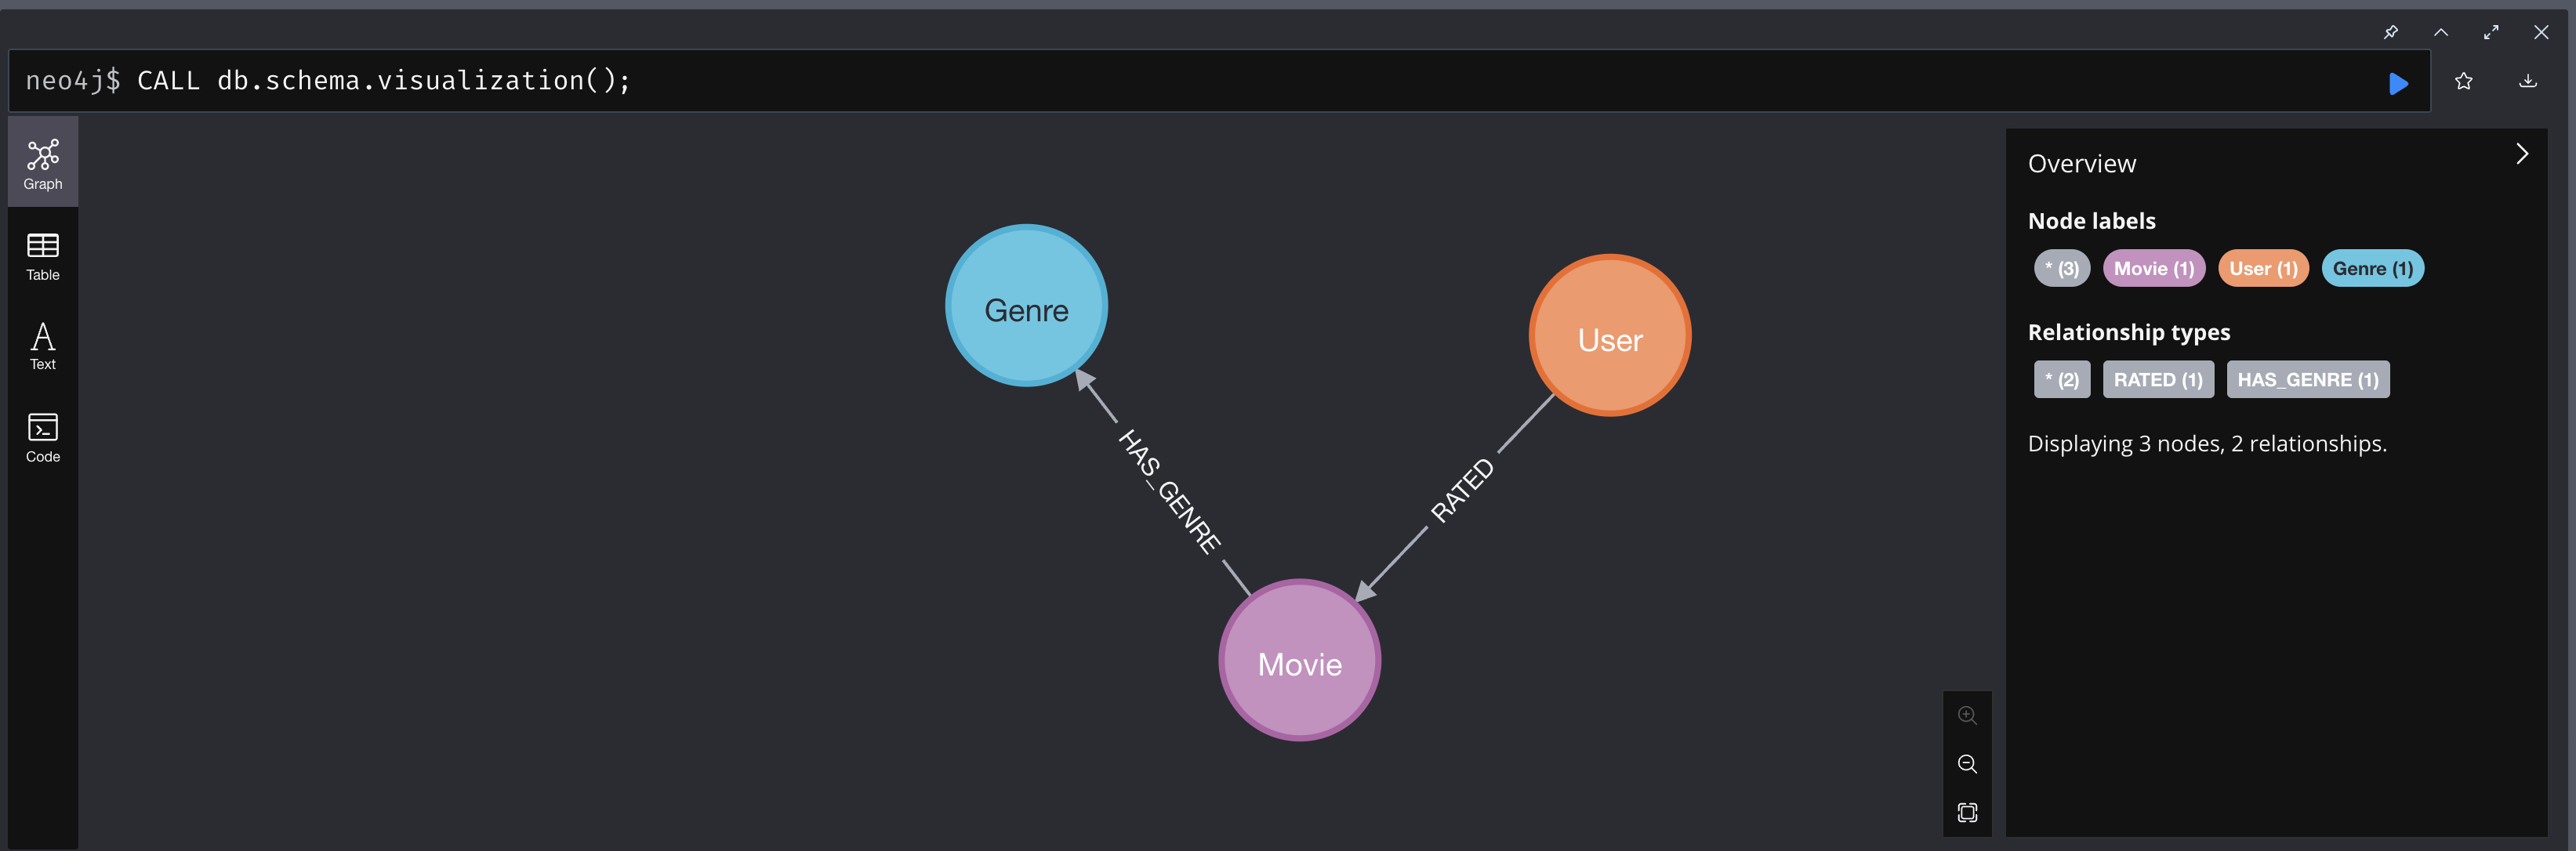 neo4j$ CALL db.schema.visualization();
Graph
Table
Text
Code
Genre
User
HAS_GENRE
RATED
Movie
Overview
Node labels
* (3) Movie (1) User (1) Genre (1)
Relationship types
* (2) RATED (1) HAS_GENRE (1)
Displaying 3 nodes, 2 relationships.